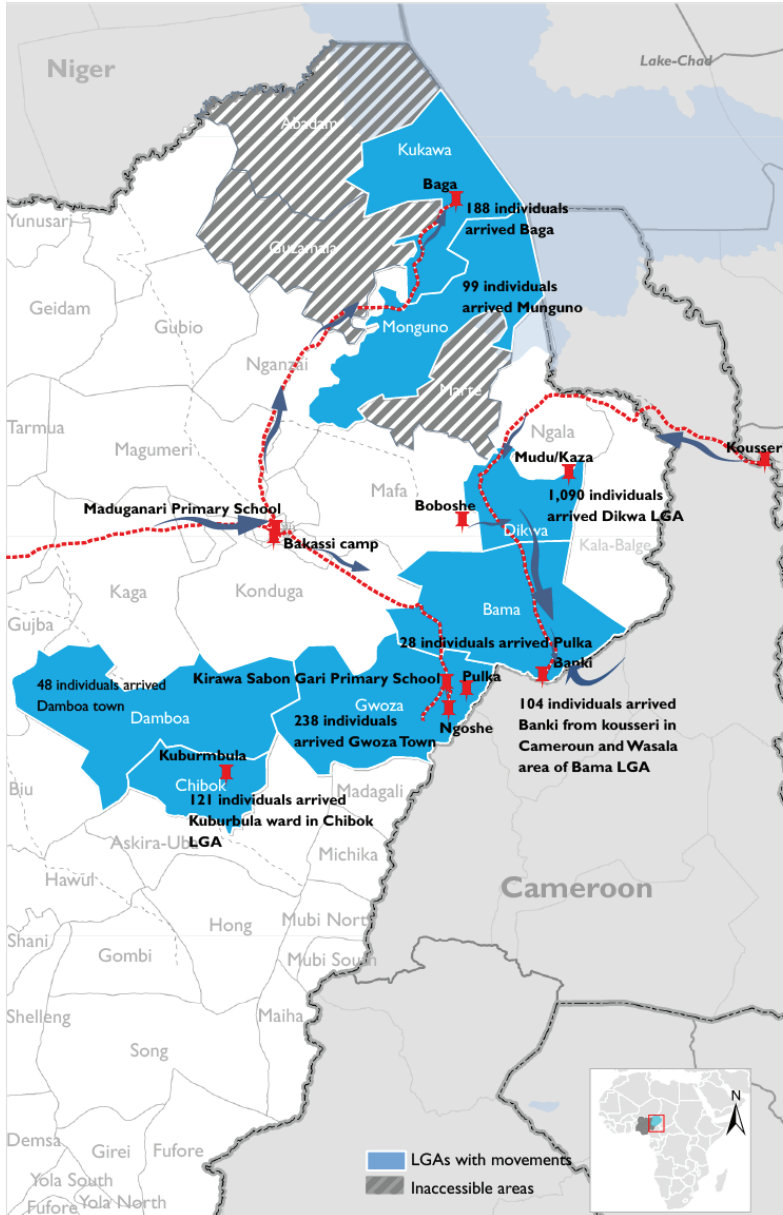 Niger
Lake-Chad
Abadam
Kukawa
Baga
188 individuals
arrived Baga
Yunusari
Guzamala
99 individuals
arrived Munguno
Geidam
Gubio
Monguno
Nganzai
Marte
Tarmua
Magumeri
Ngala
Kousser
Mudu/Kaza
Mafa
Maduganari Primary School
Boboshe
1,090 individuals
arrived Dikwa LGA
Dikwa
Bakassi camp
Kala-Balge
Kaga
Konduga
Bama
Gujba
28 individuals arrived Pulka
Banki
48 individuals arrived
Damboa town
Kirawa Sabon Gari Primary School
Pulka
Gwoza
Damboa
238 individuals
arrived Gwoza Town
Ngoshe
104 individuals arrived
Banki from kousseri in
Cameroun and Wasala
area of Bama LGA
Kuburmbula
Chibok
Biu
121 individuals arrived
Kuburbula ward in Chibok
LGA
Madagali
Askira-Uba
Michika
Hawul
Cameroon
Hong
Mubi North
Shani
Gombi
Mubi South
Shelleng
Maiha
Song
N
Demsa
Girei
Fufore
LGAs with movements
Yola South
Inaccessible areas
Yola North
Fufore